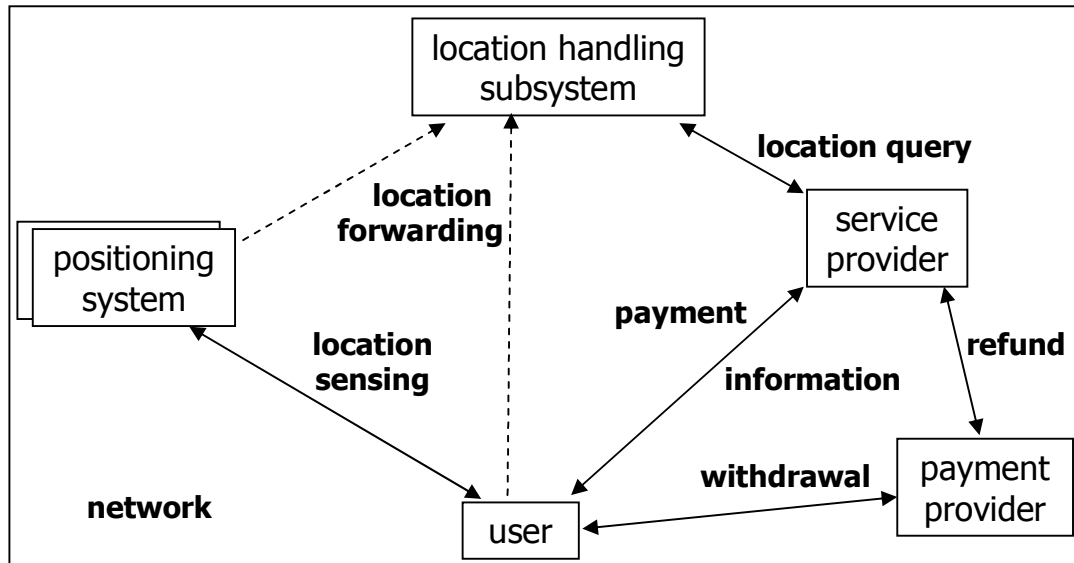 location handling
subsystem
location query
location
forwarding
service
provider
positioning
system
payment
location
sensing
refund
information
withdrawal
payment
provider
network
user